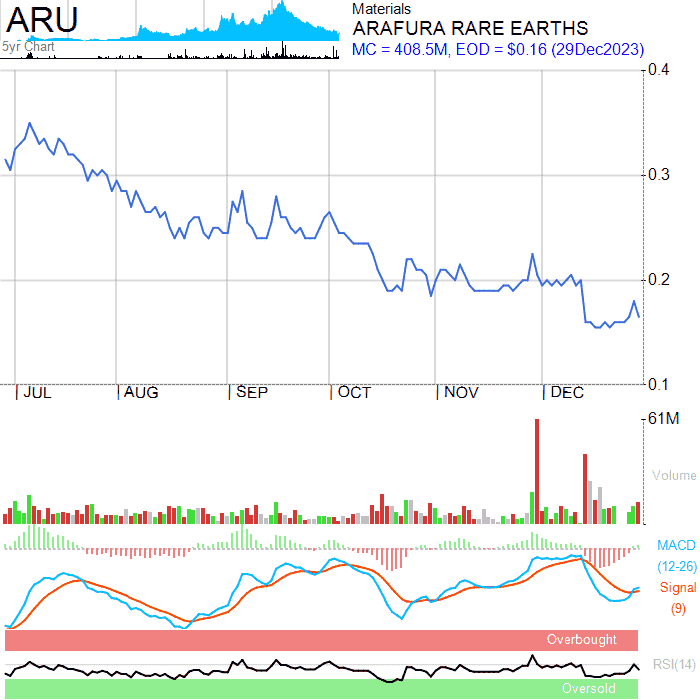 ARU
5yr Chart
Materials
ARAFURA RARE EARTHS
MC = 408.5M, EOD = $0.16 (29Dec2023)
0.4
0.3
0.2
0.1
JUL
AUG
SEP
OCT
NOV
DEC
61M
Volume
MACD
(12-26)
Signal
(9)
Overbought
RSI(14)
Oversold